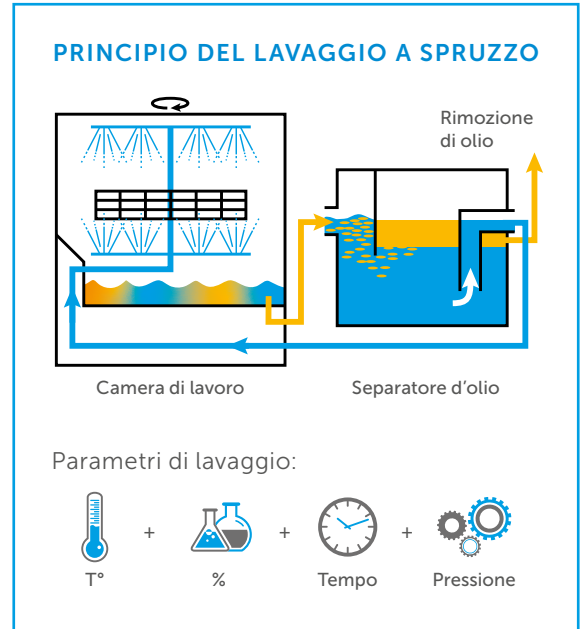 PRINCIPIO DEL LAVAGGIO A SPRUZZO
Rimozione
di olio
Camera di lavoro
Separatore d'olio
Parametri di lavaggio:
+
+
+
T°
%
Tempo
Pressione